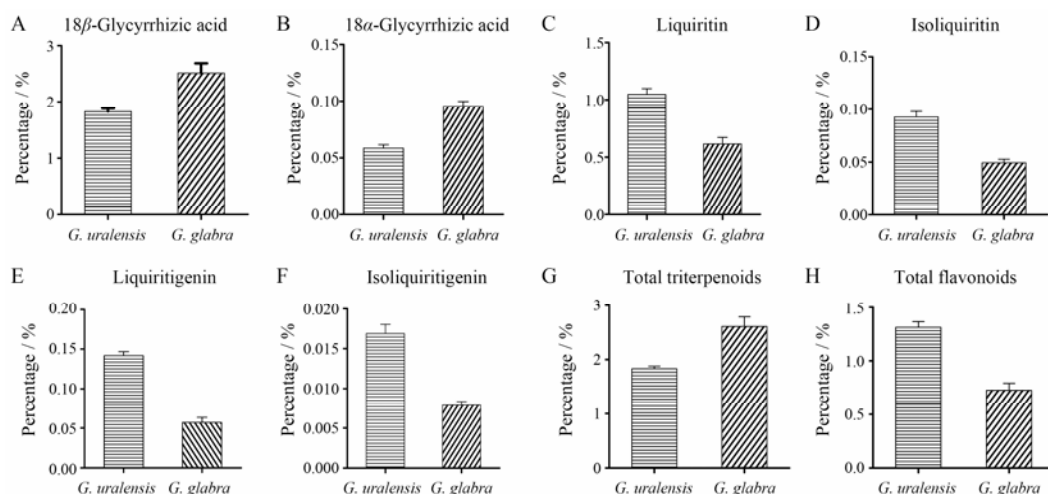 A 18β-Glycyrrhizic acid
Percentage / %
3
2
1
0
G. uralensis G. glabra
B 18α-Glycyrrhizic acid
Percentage / %
0.15
0.10
0.05
0.00
G. uralensis G. glabra
C Liquiritin
Percentage / %
1.5
1.0
0.5
0.0
G. uralensis G. glabra
D Isoliquiritin
Percentage / %
0.15
0.10
0.05
0.00
G. uralensis G. glabra
E Liquiritigenin
Percentage / %
0.20
0.15
0.10
0.05
0.00
G. uralensis G. glabra
F Isoliquiritigenin
Percentage / %
0.020
0.015
0.010
0.005
0.000
G. uralensis G. glabra
G Total triterpenoids
Percentage / %
3
2
1
0
G. uralensis G. glabra
H Total flavonoids
Percentage / %
1.5
1.0
0.5
0.0
G. uralensis G. glabra